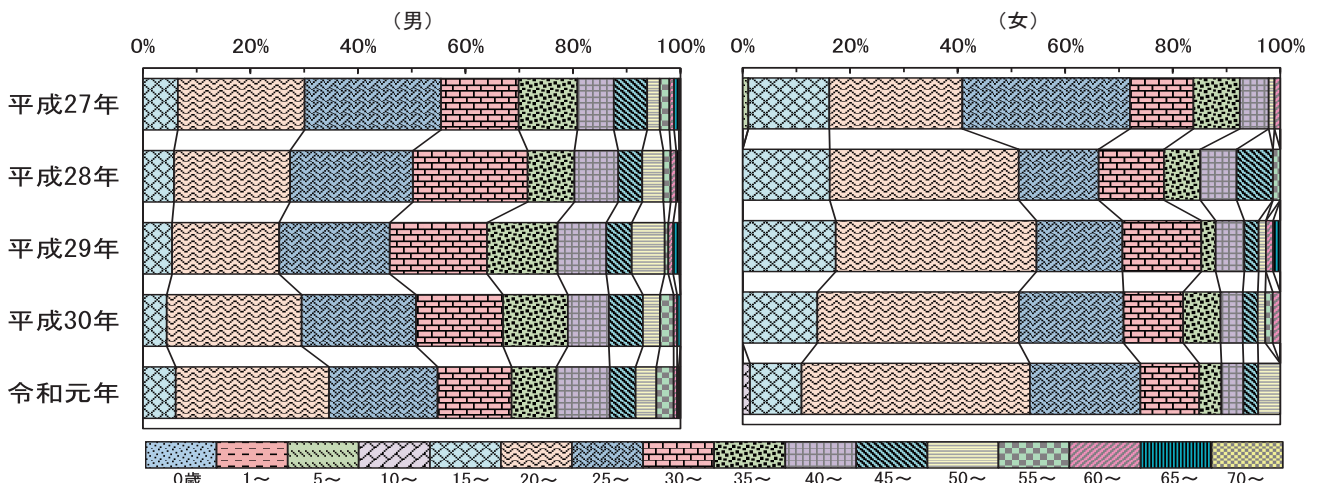 （男）
（女）
0% 20% 40% 60% 80% 100%
0% 20% 40% 60% 80% 100%
平成27年
平成28年
平成29年
平成30年
令和元年
0歳 1～ 5～ 10～ 15～ 20～ 25～ 30～ 35～ 40～ 45～ 50～ 55～ 60～ 65～ 70～